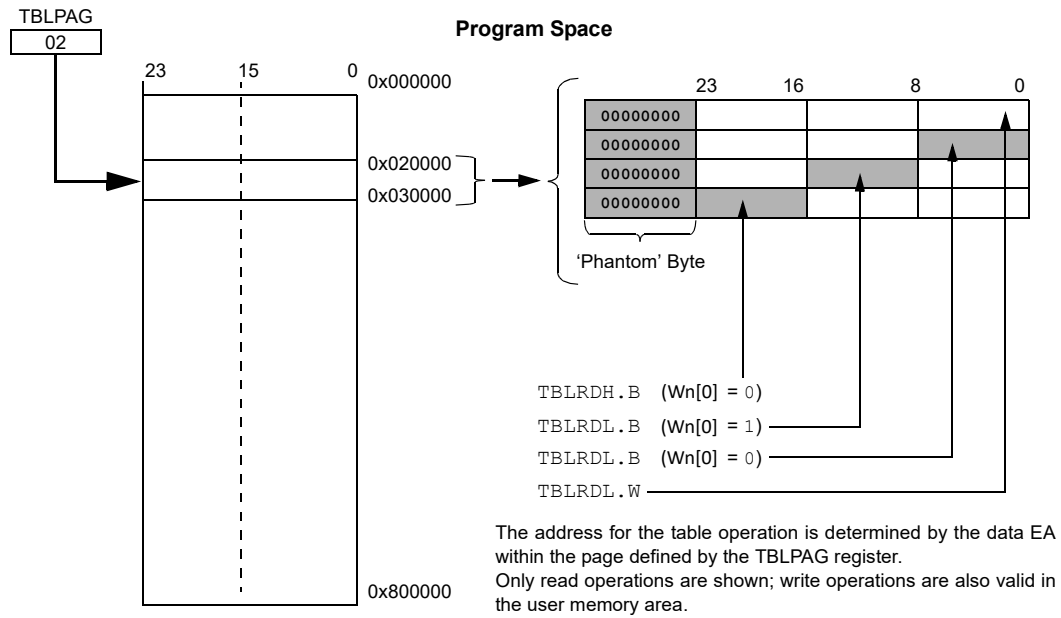 TBLPAG
02
Program Space
23 15 0
0x000000
0x020000
0x030000
0x800000
23 16 8 0
00000000
00000000
00000000
00000000
‘Phantom’ Byte
TBLRDH.B (Wn[0] = 0)
TBLRDL.B (Wn[0] = 1)
TBLRDL.B (Wn[0] = 0)
TBLRDL.W
The address for the table operation is determined by the data EA
within the page defined by the TBLPAG register.
Only read operations are shown; write operations are also valid in
the user memory area.